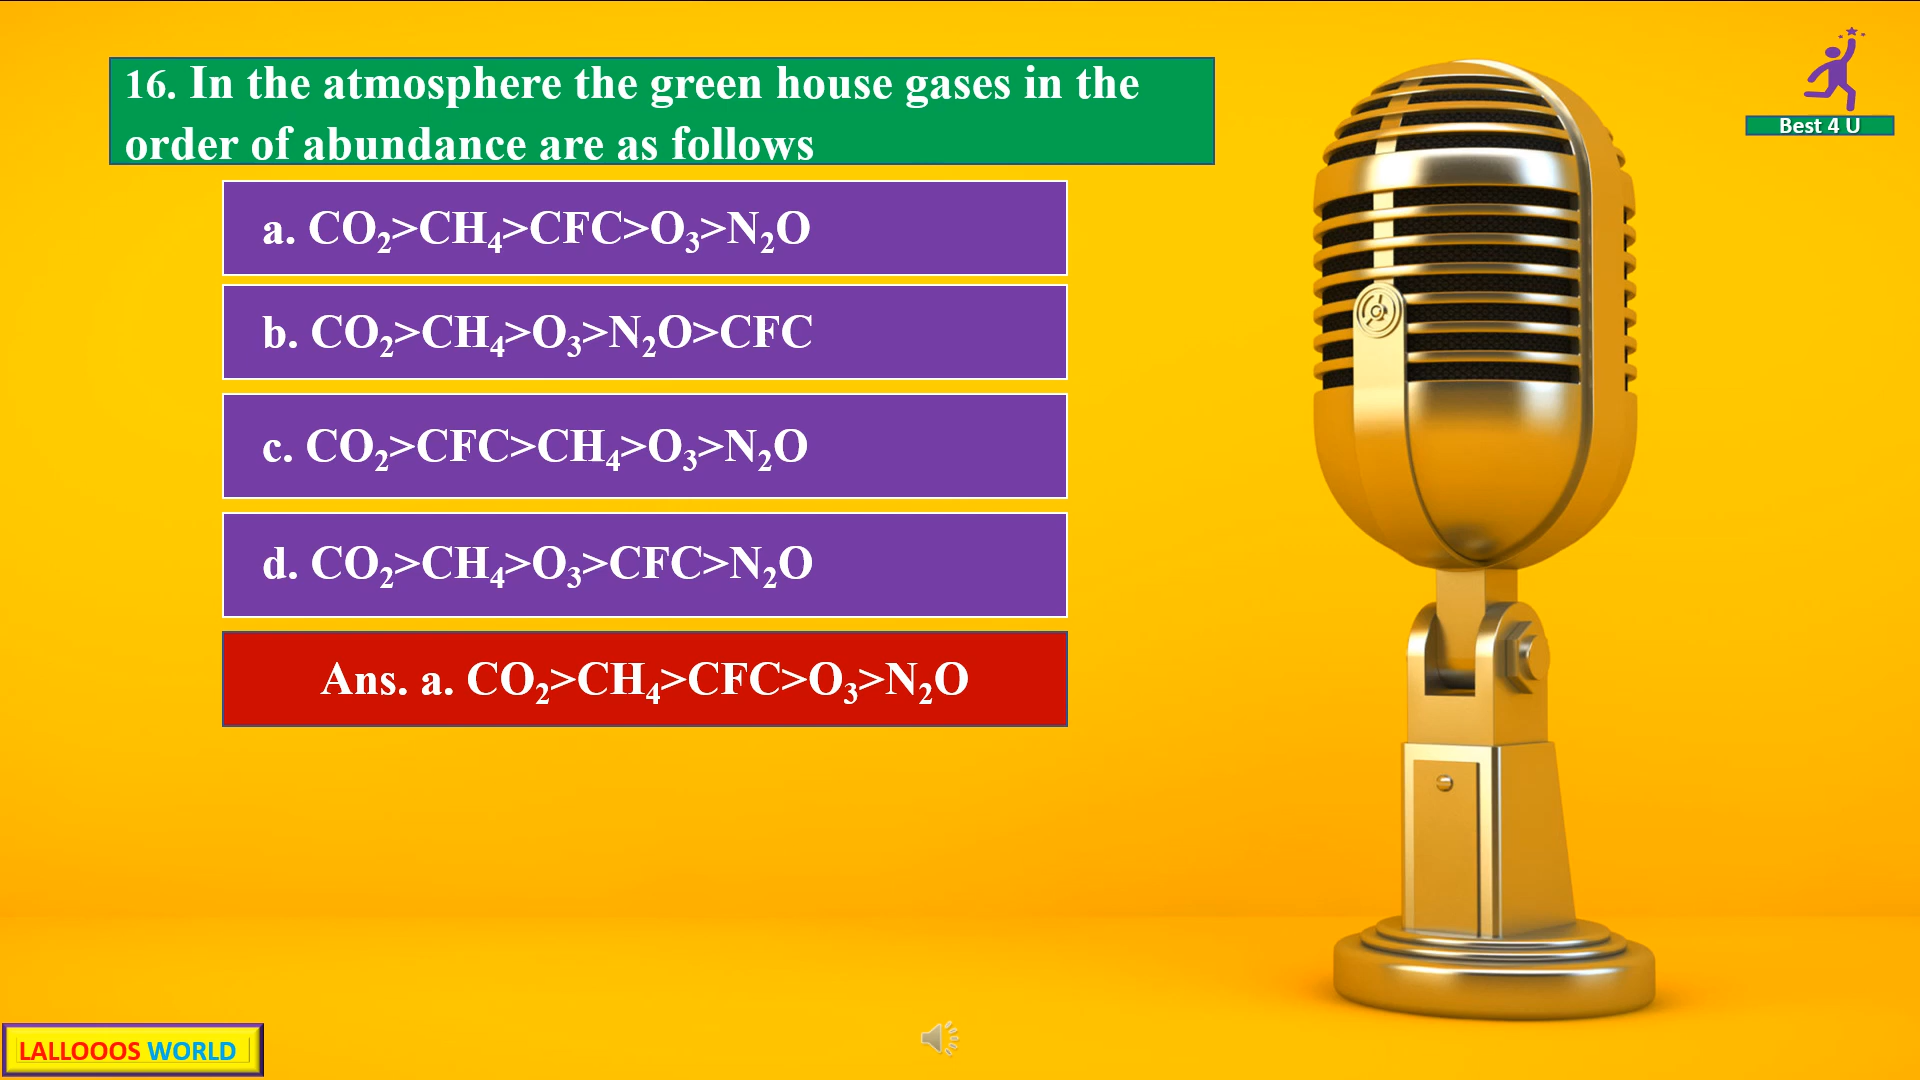 16. In the atmosphere the green house gases in the
order of abundance are as follows
Best 4 U
a. CO₂>CH₄>CFC>O₃>N₂O
b. CO₂>CH₄>O₃>N₂O>CFC
c. CO₂>CFC>CH₄>O₃>N₂O
d. CO₂>CH₄>O₃>CFC>N₂O
Ans. a. CO₂>CH₄>CFC>O₃>N₂O
LALLOOOS WORLD